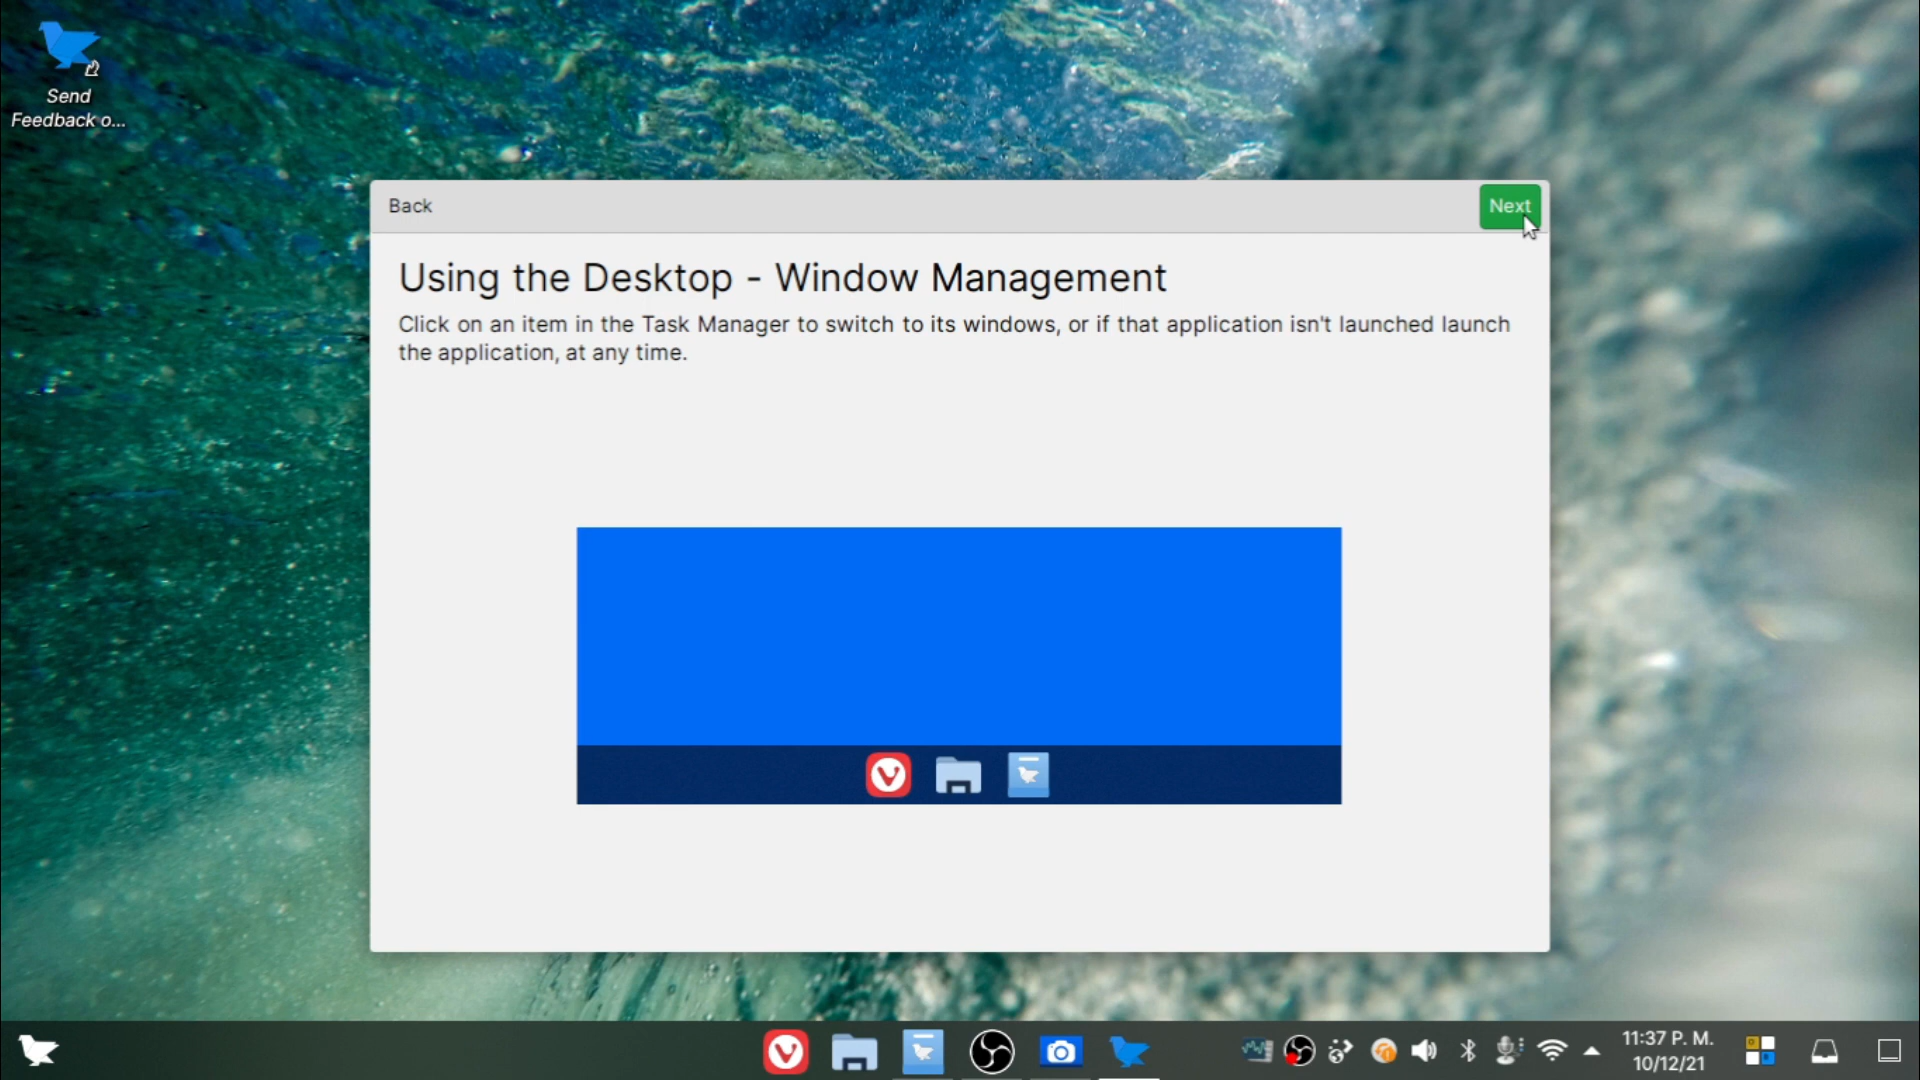 Send
Feedback o...
Back
Next
Using the Desktop - Window Management
Click on an item in the Task Manager to switch to its windows, or if that application isn't launched launch
the application, at any time.
11:37 P. M.
10/12/21